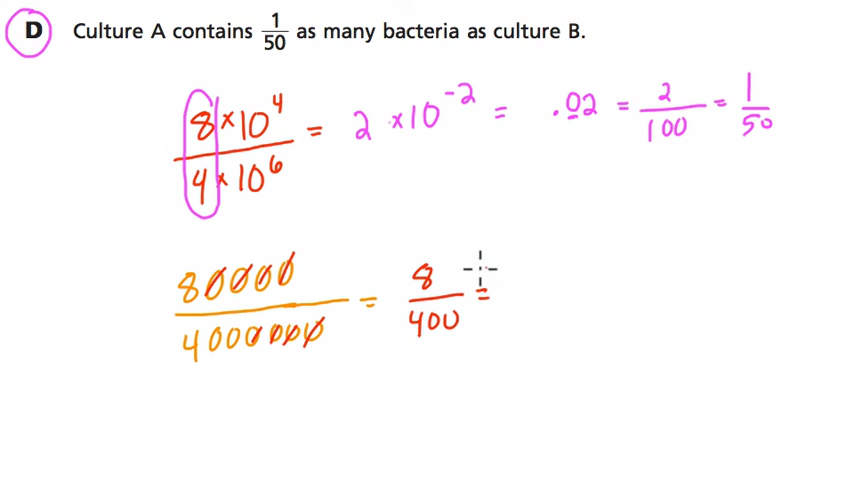 D Culture A contains 1/50 as many bacteria as culture B.
8 × 10^4 / 4 × 10^6 = 2 × 10^-2 = .02 = 2/100 = 1/50
80000 / 4000000 = 8/400 =